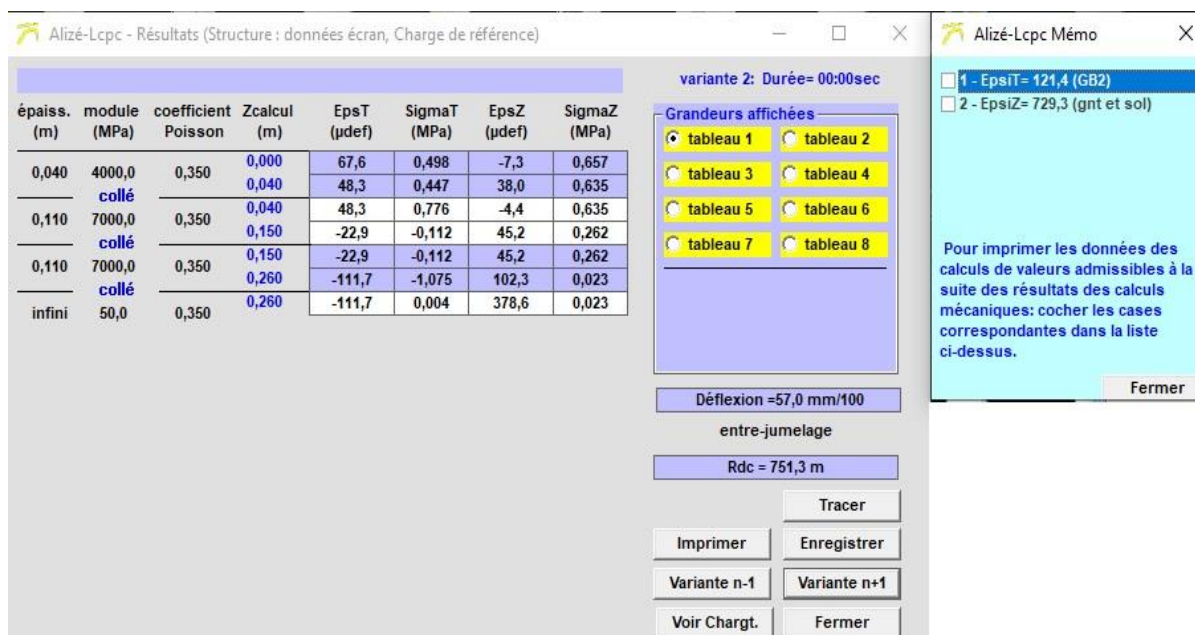 Alizé-Lcpc - Résultats (Structure : données écran, Charge de référence)
variante 2: Durée= 00:00sec
épaiss. module coefficient Zcalcul EpsT SigmaT EpsZ SigmaZ
(m) (MPa) Poisson (m) (µdef) (MPa) (µdef) (MPa)
0,000 67,6 0,498 -7,3 0,657
0,040 4000,0 0,350
0,040 48,3 0,447 38,0 0,635
collé
0,040 48,3 0,776 -4,4 0,635
0,110 7000,0 0,350
0,150 -22,9 -0,112 45,2 0,262
collé
0,150 -22,9 -0,112 45,2 0,262
0,110 7000,0 0,350
0,260 -111,7 -1,075 102,3 0,023
collé
0,260 -111,7 0,004 378,6 0,023
infini 50,0 0,350
Grandeurs affichées
tableau 1 tableau 2
tableau 3 tableau 4
tableau 5 tableau 6
tableau 7 tableau 8
Déflexion =57,0 mm/100
entre-jumelage
Rdc = 751,3 m
Tracer
Imprimer Enregistrer
Variante n-1 Variante n+1
Voir Chargt. Fermer
Alizé-Lcpc Mémo
1 - EpsiT= 121,4 (GB2)
2 - EpsiZ= 729,3 (gnt et sol)
Pour imprimer les données des
calculs de valeurs admissibles à la
suite des résultats des calculs
mécaniques: cocher les cases
correspondantes dans la liste
ci-dessus.
Fermer